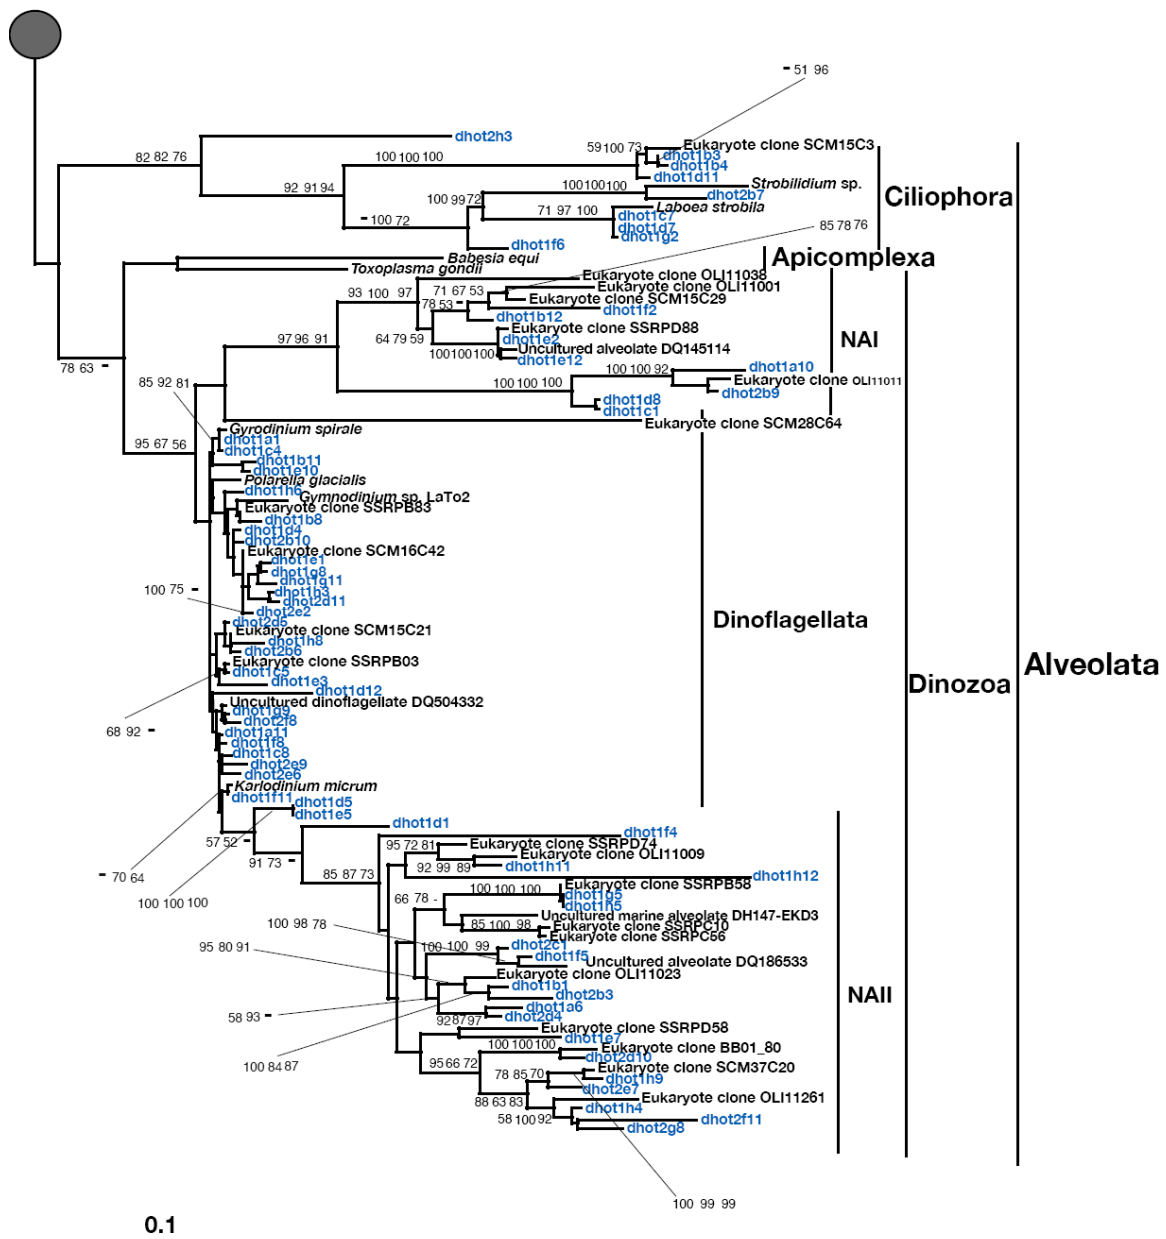 - 51 96
dhot2h3
82 82 76
100 100 100
59 100 73
Eukaryote clone SCM15C3
dhot1b3
dhot1b4
dhot1d11
92 91 94
100 99 72
100 100 100
Strobilidium sp.
dhot2b7
Ciliophora
- 100 72
71 97 100
Laboea strobila
dhot1c7
dhot1d7
dhot1g2
85 78 76
dhot1f6
Babesia equi
Toxoplasma gondii
Apicomplexa
Eukaryote clone OLI11038
93 100 97
71 67 53
Eukaryote clone OLI11001
78 53 -
Eukaryote clone SCM15C29
dhot1f2
dhot1b12
Eukaryote clone SSRPD88
97 96 91
64 79 59
dhot1e2
NAI
100 100 100
Uncultured alveolate DQ145114
dhot1e12
78 63 -
100 100 92
dhot1a10
85 92 81
100 100 100
Eukaryote clone OLI11011
dhot2b9
dhot1d8
dhot1c1
Eukaryote clone SCM28C64
Gyrodinium spirale
95 67 56
dhot1a1
dhot1c4
dhot1b11
dhot1e10
Polarella glacialis
dhot1h6
Gymnodinium sp. LaTo2
Eukaryote clone SSRPB83
dhot1b8
dhot1d4
dhot2b10
Eukaryote clone SCM16C42
dhot1e1
dhot1g8
dhot1g11
100 75 -
dhot1h3
dhot2d11
dhot2e2
dhot2d5
Dinoflagellata
Eukaryote clone SCM15C21
dhot1h8
dhot2b6
Eukaryote clone SSRPB03
Alveolata
dhot1c5
dhot1e3
Dinozoa
dhot1d12
Uncultured dinoflagellate DQ504332
dhot1g9
dhot2f8
68 92 -
dhot1a11
dhot1f8
dhot1c8
dhot2e9
dhot2e6
Karlodinium micrum
dhot1f11
dhot1d5
dhot1e5
dhot1d1
57 52 -
dhot1f4
95 72 81
Eukaryote clone SSRPD74
91 73 -
Eukaryote clone OLI11009
92 99 89
dhot1h11
- 70 64
85 87 73
dhot1h12
100 100 100
Eukaryote clone SSRPB58
100 100 100
66 78 -
dhot1g5
dhot1h5
Uncultured marine alveolate DH147-EKD3
100 98 78
85 100 98
Eukaryote clone SSRPC10
Eukaryote clone SSRPC56
95 80 91
100 100 99
dhot2c1
dhot1f5
Uncultured alveolate DQ186533
Eukaryote clone OLI11023
dhot1b1
NAII
dhot2b3
58 93 -
dhot1a6
92 87 97
dhot2d4
Eukaryote clone SSRPD58
dhot1e7
100 100 100
Eukaryote clone BB01_80
dhot2d10
100 84 87
95 66 72
Eukaryote clone SCM37C20
78 85 70
dhot1h9
dhot2e7
88 63 83
Eukaryote clone OLI11261
dhot1h4
58 100 92
dhot2f11
dhot2g8
100 99 99
0.1